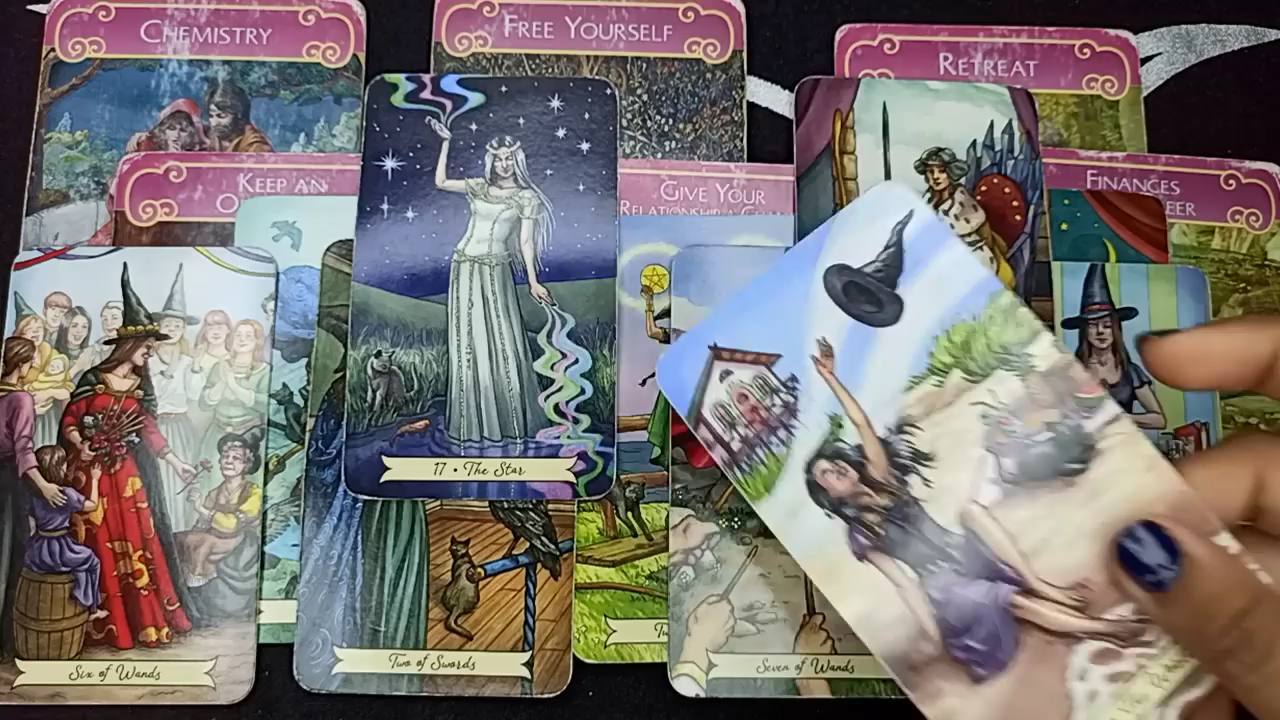 CHEMISTRY
FREE YOURSELF
RETREAT
KEEP AN
GIVE YOUR
RELATIONSHIP A
FINANCES
17 • The Star
Six of Wands
Two of Swords
Seven of Wands